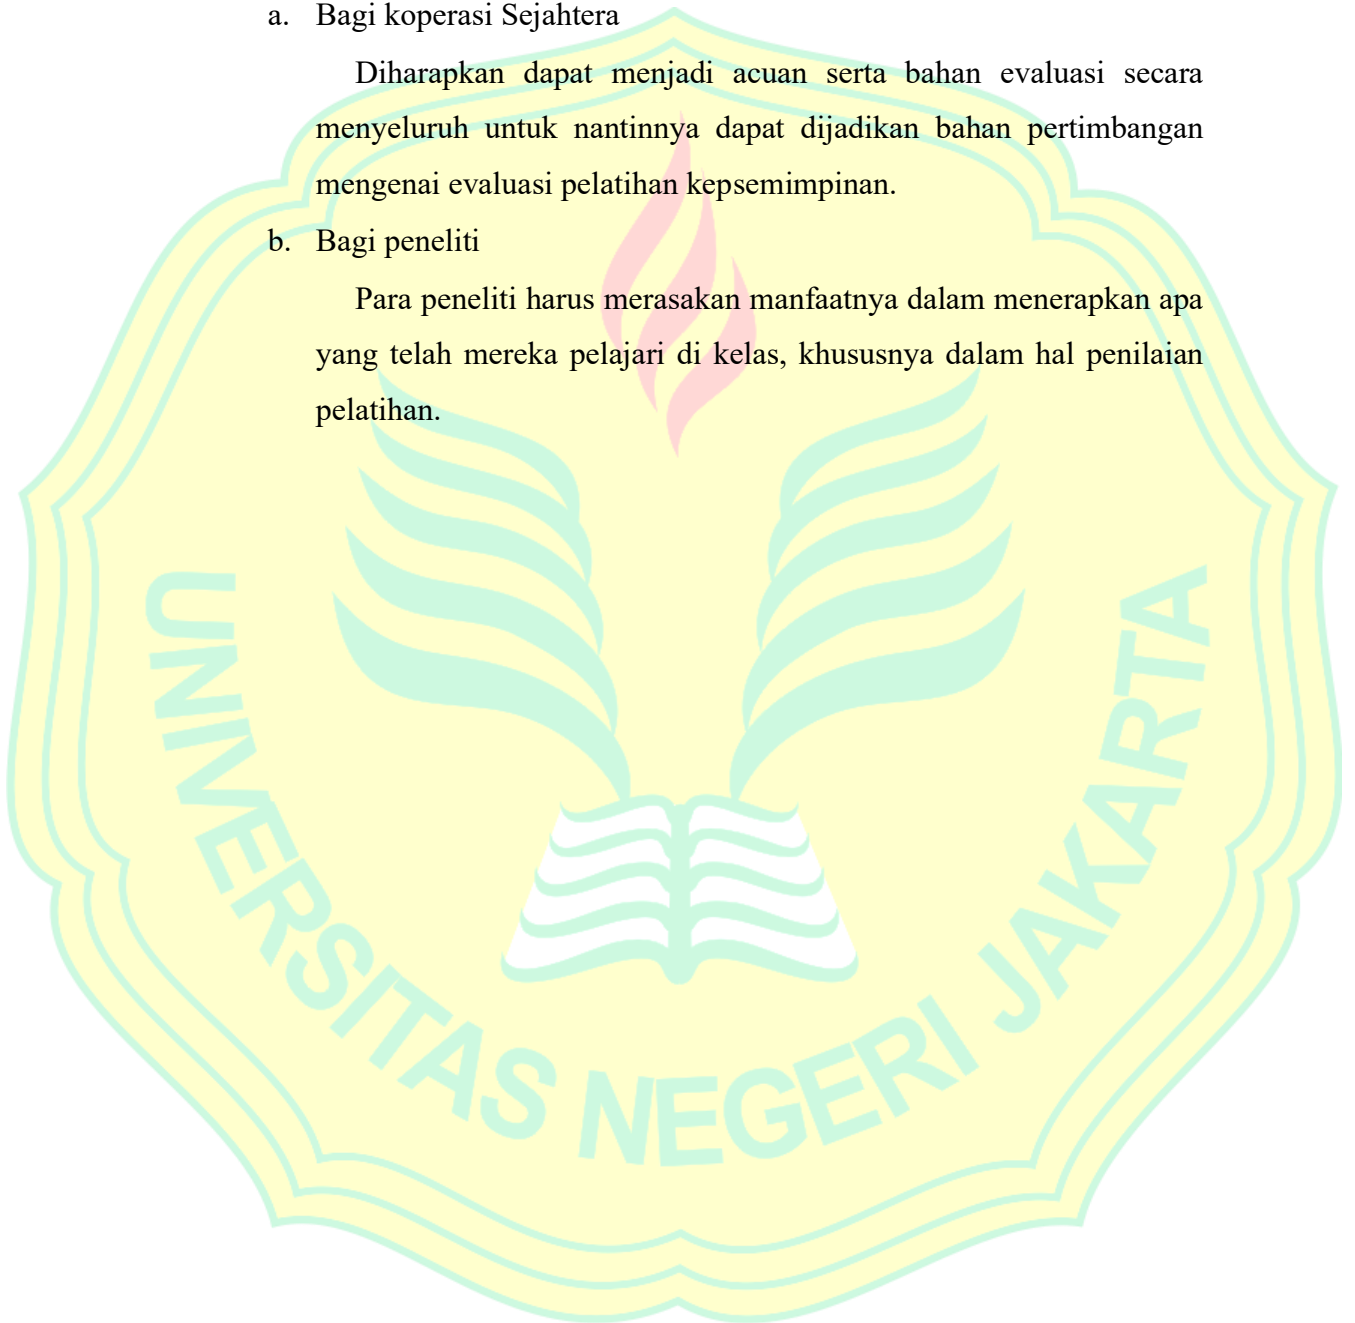 a. Bagi koperasi Sejahtera
Diharapkan dapat menjadi acuan serta bahan evaluasi secara
menyeluruh untuk nantinnya dapat dijadikan bahan pertimbangan
mengenai evaluasi pelatihan kepsemimpinan.
b. Bagi peneliti
Para peneliti harus merasakan manfaatnya dalam menerapkan apa
yang telah mereka pelajari di kelas, khususnya dalam hal penilaian
pelatihan.
UNIVERSITAS NEGERI JAKARTA